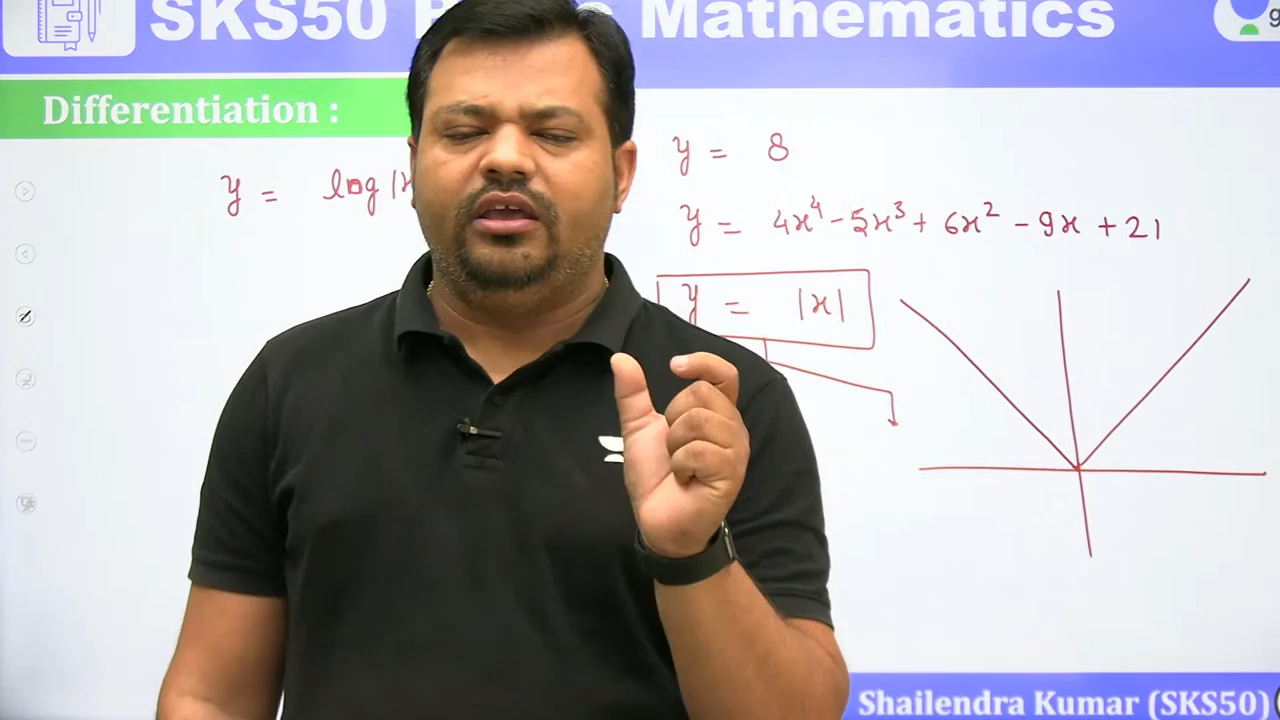 SKS50 Mathematics
Differentiation :
y = log|x
y = 8
y = 4x⁴ - 5x³ + 6x² - 9x + 21
y = |x|
Shailendra Kumar (SKS50)